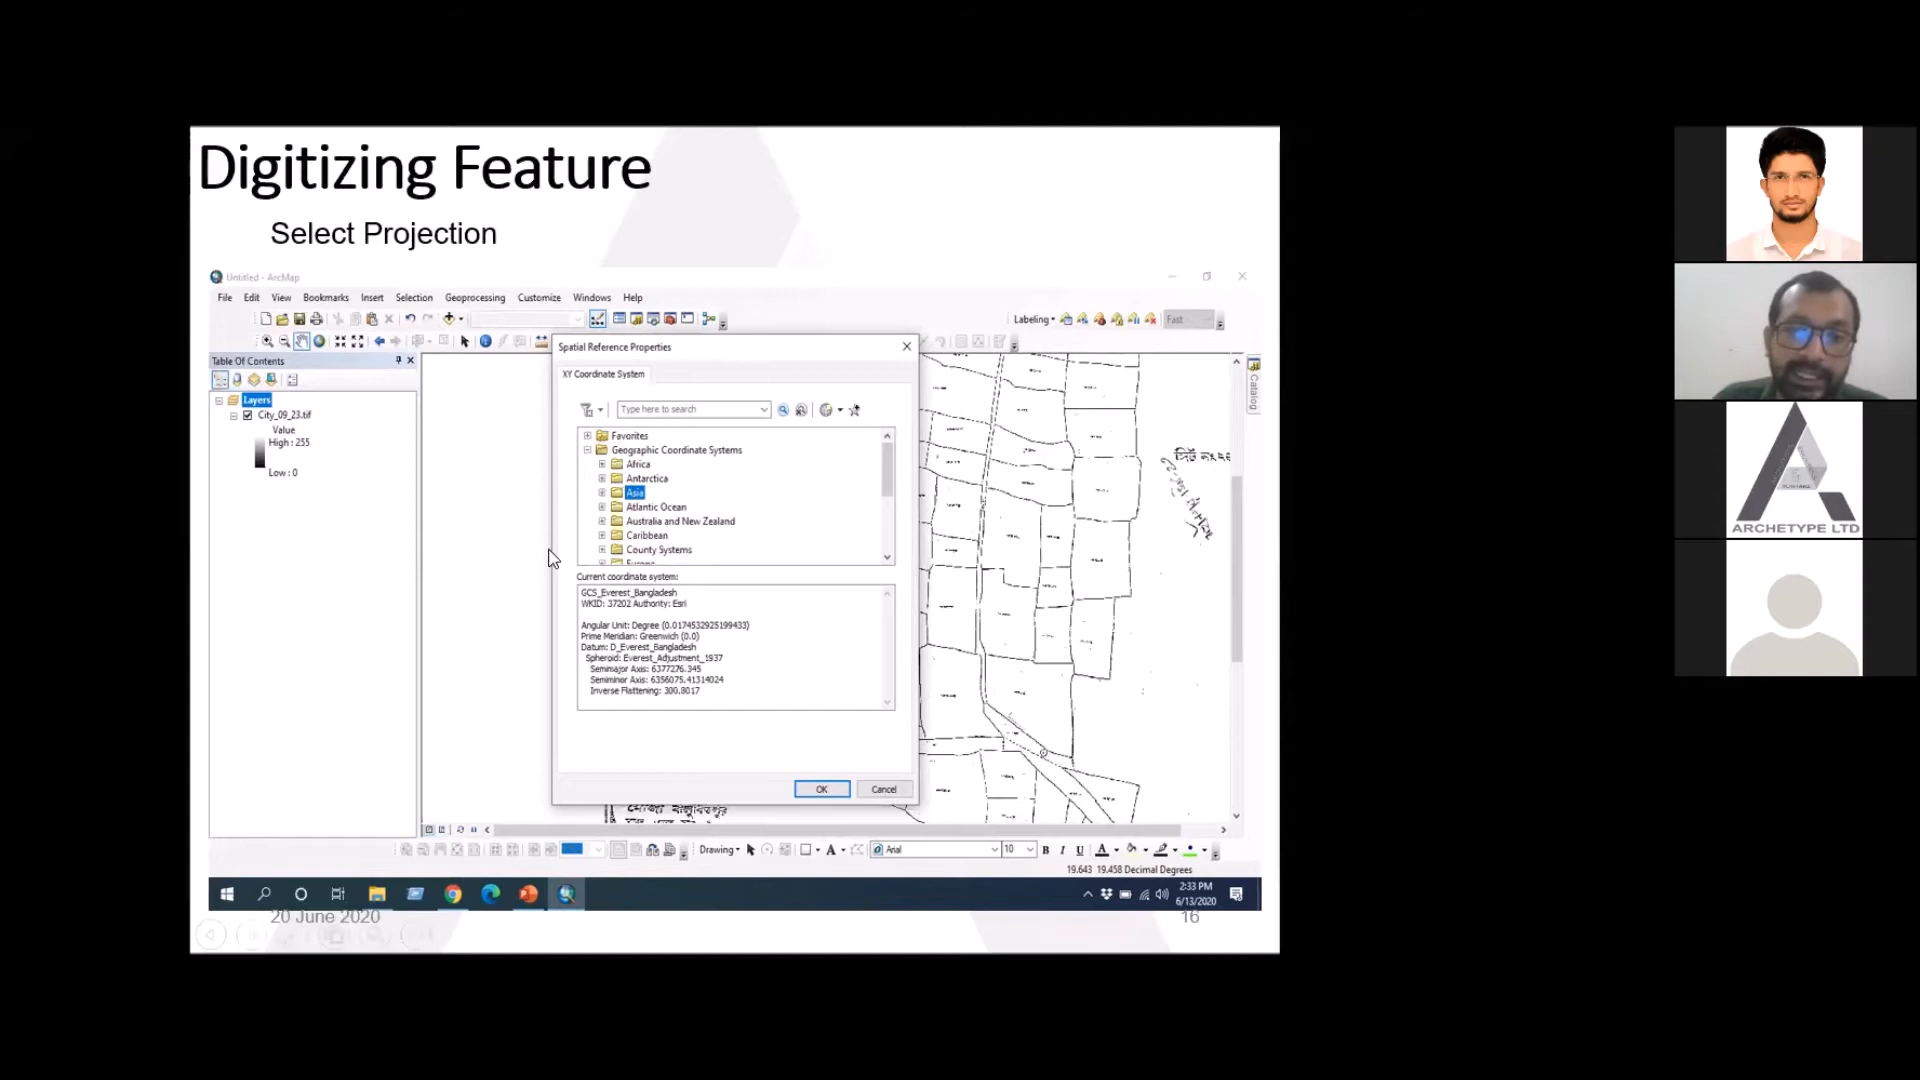 Digitizing Feature
Select Projection
Untitled - ArcMap
File Edit View Bookmarks Insert Selection Geoprocessing Customize Windows Help
Labeling Fast
Table Of Contents
Layers
City_09_23.tif
Value
High : 255
Low : 0
Spatial Reference Properties
XY Coordinate System
Type here to search
Favorites
Geographic Coordinate Systems
Africa
Antarctica
Asia
Atlantic Ocean
Australia and New Zealand
Caribbean
County Systems
Europe
Current coordinate system:
GCS_Everest_Bangladesh
WKID: 37202 Authority: Esri
Angular Unit: Degree (0.0174532925199433)
Prime Meridian: Greenwich (0.0)
Datum: D_Everest_Bangladesh
Spheroid: Everest_Adjustment_1937
Semimajor Axis: 6377276.345
Semiminor Axis: 6356075.41314024
Inverse Flattening: 300.8017
OK Cancel
Catalog
Drawing Arial 10 B I U A
19.643 19.458 Decimal Degrees
2:33 PM
6/13/2020
20 June 2020
16
ARCHETYPE LTD